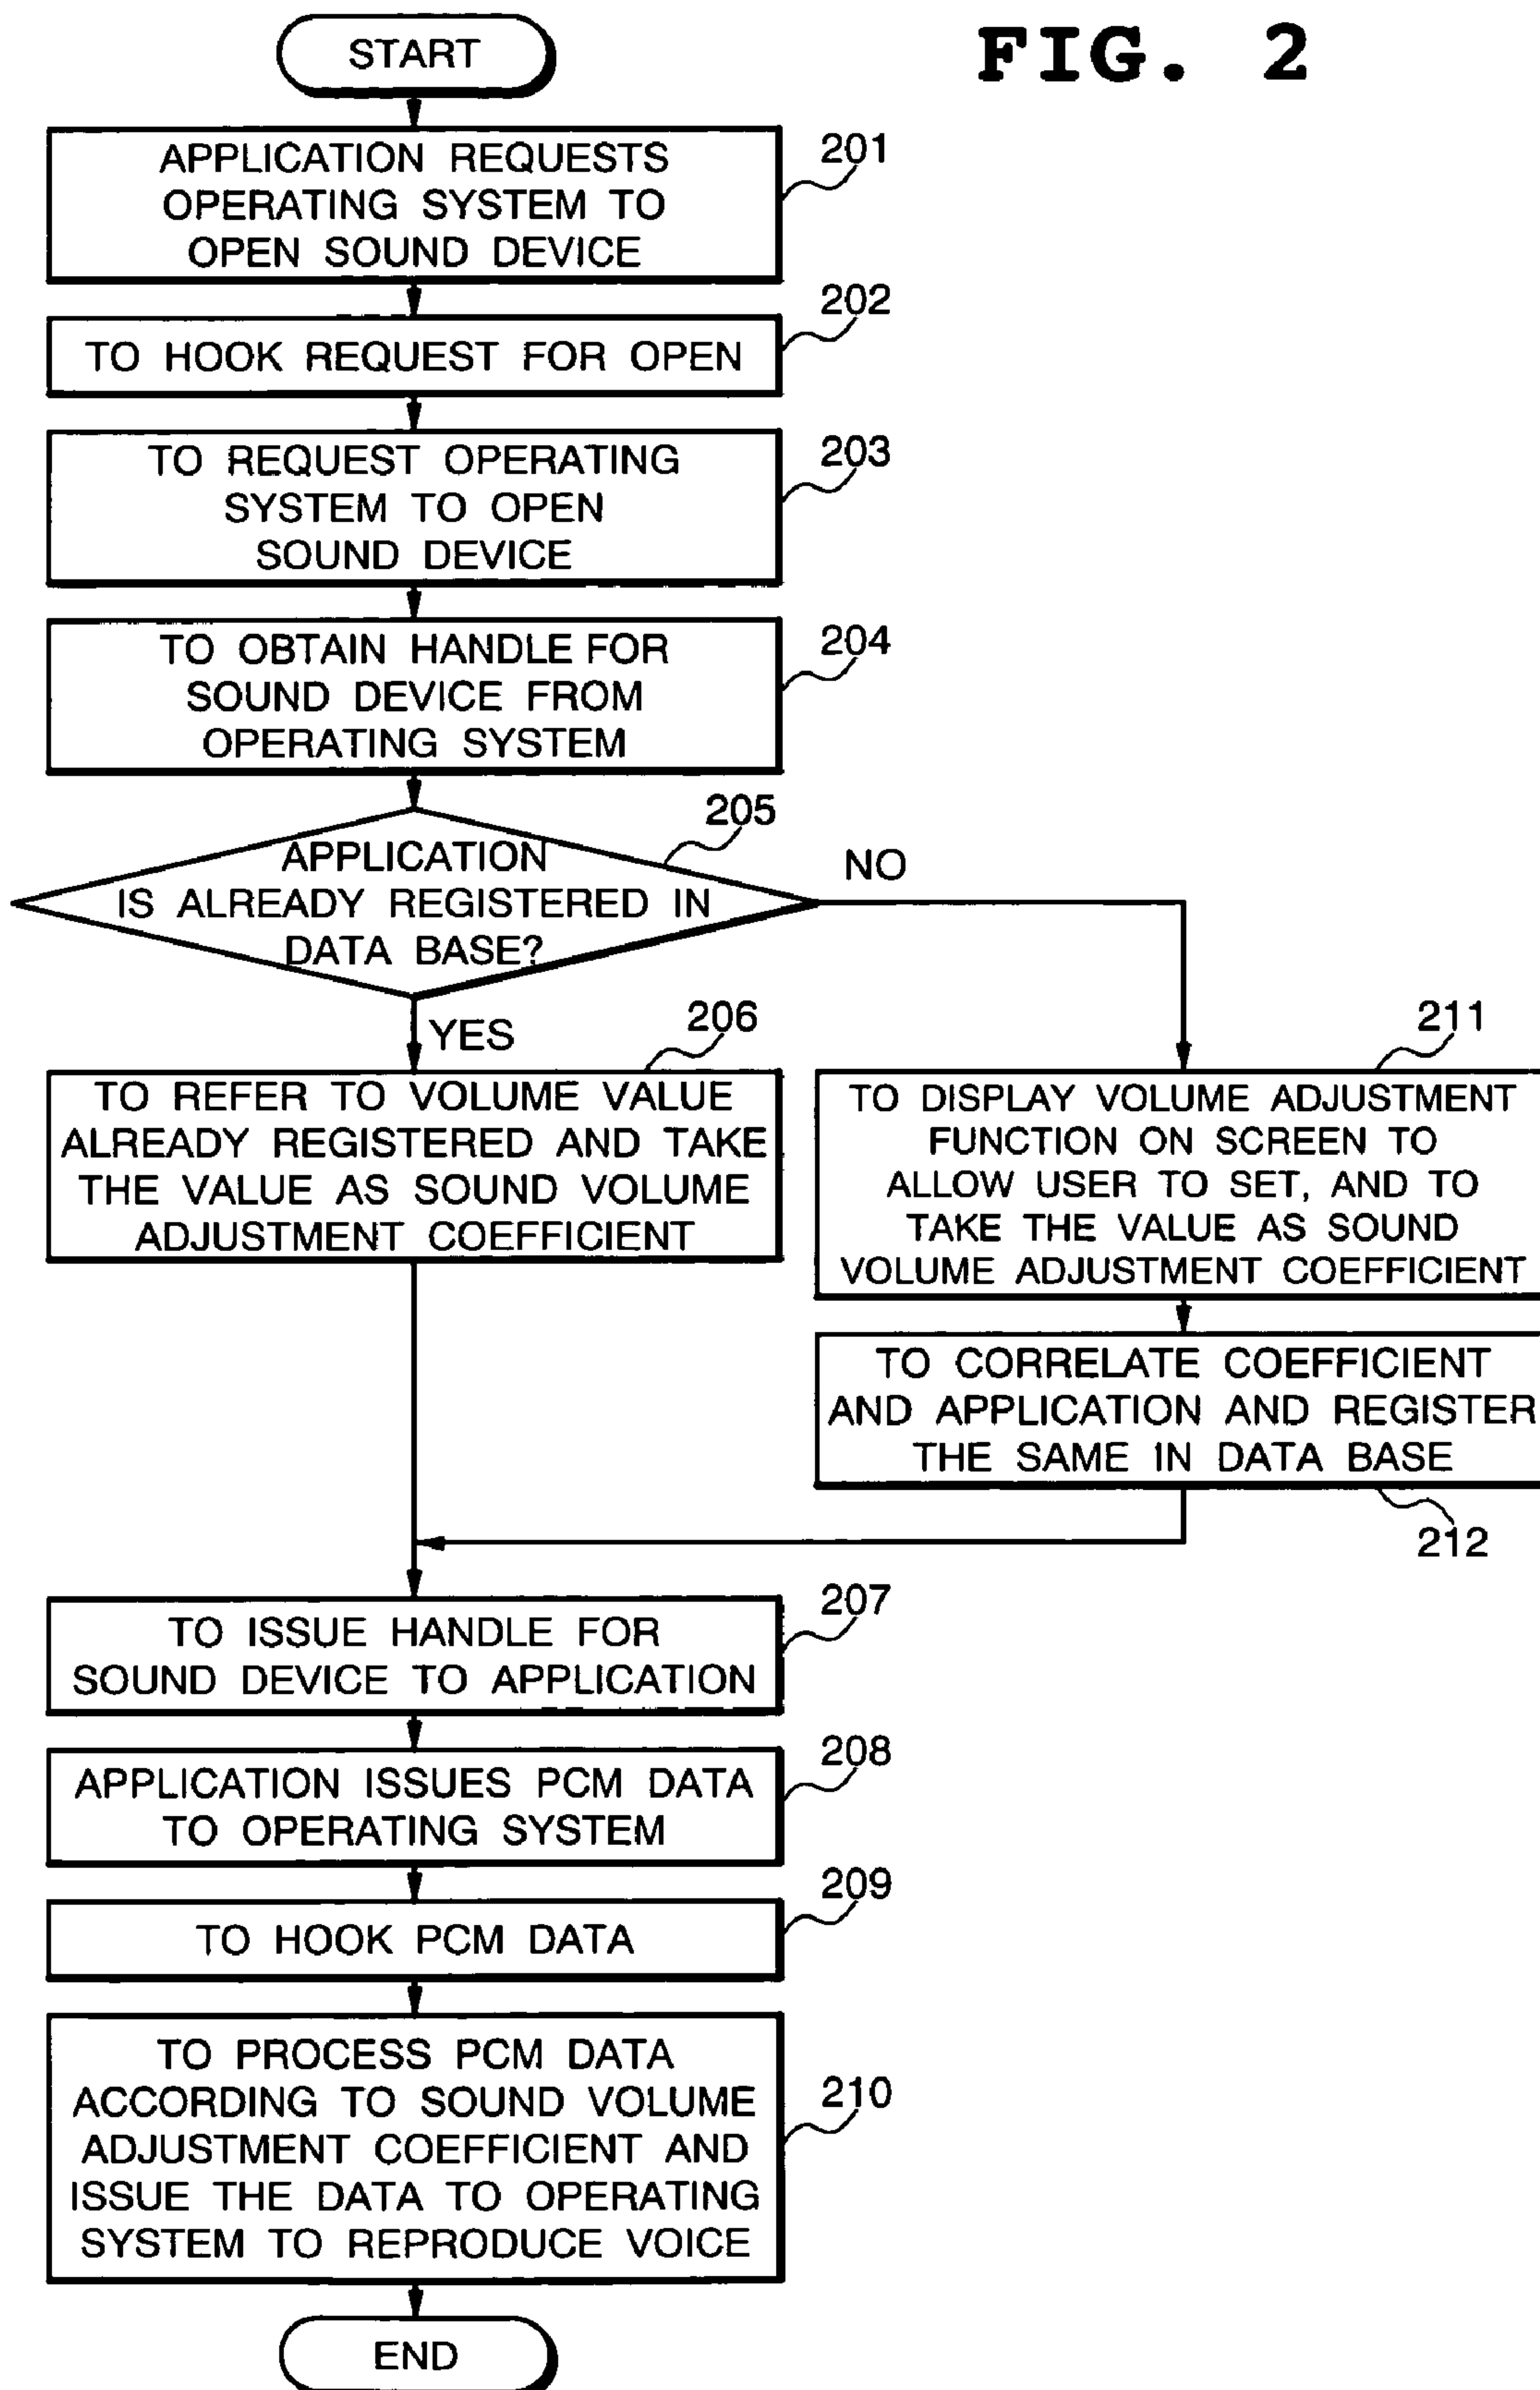 FIG. 2
START
201
APPLICATION REQUESTS
OPERATING SYSTEM TO
OPEN SOUND DEVICE
202
TO HOOK REQUEST FOR OPEN
203
TO REQUEST OPERATING
SYSTEM TO OPEN
SOUND DEVICE
204
TO OBTAIN HANDLE FOR
SOUND DEVICE FROM
OPERATING SYSTEM
205
APPLICATION
IS ALREADY REGISTERED IN
DATA BASE?
NO
YES
206
TO REFER TO VOLUME VALUE
ALREADY REGISTERED AND TAKE
THE VALUE AS SOUND VOLUME
ADJUSTMENT COEFFICIENT
211
TO DISPLAY VOLUME ADJUSTMENT
FUNCTION ON SCREEN TO
ALLOW USER TO SET, AND TO
TAKE THE VALUE AS SOUND
VOLUME ADJUSTMENT COEFFICIENT
TO CORRELATE COEFFICIENT
AND APPLICATION AND REGISTER
THE SAME IN DATA BASE
212
207
TO ISSUE HANDLE FOR
SOUND DEVICE TO APPLICATION
208
APPLICATION ISSUES PCM DATA
TO OPERATING SYSTEM
209
TO HOOK PCM DATA
210
TO PROCESS PCM DATA
ACCORDING TO SOUND VOLUME
ADJUSTMENT COEFFICIENT AND
ISSUE THE DATA TO OPERATING
SYSTEM TO REPRODUCE VOICE
END